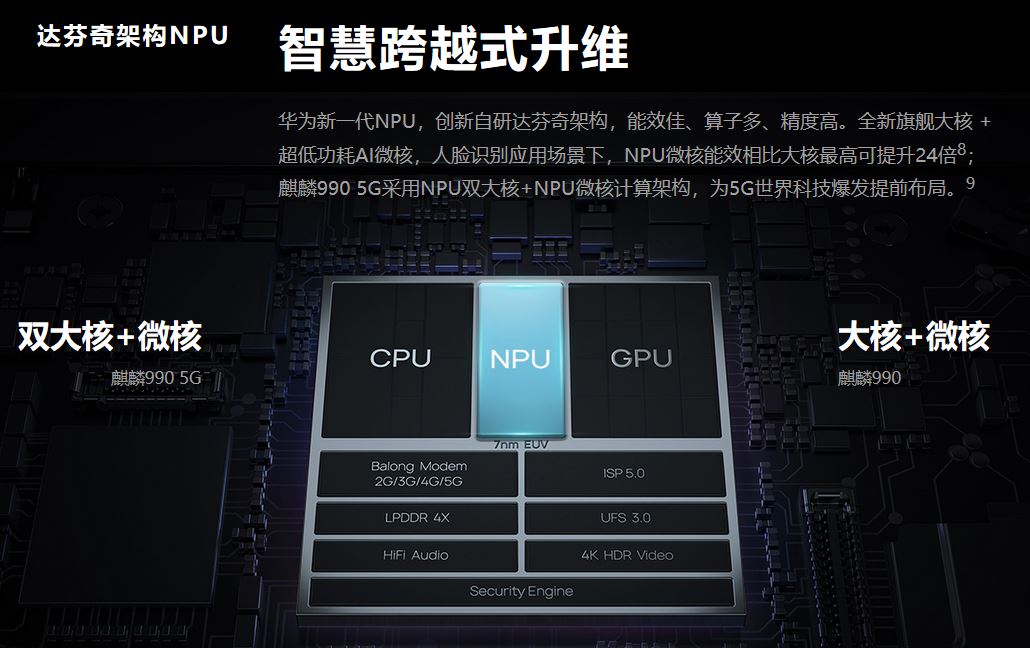 达芬奇架构NPU
智慧跨越式升维
华为新一代NPU，创新自研达芬奇架构，能效佳、算子多、精度高。全新旗舰大核 +
超低功耗AI微核，人脸识别应用场景下，NPU微核能效相比大核最高可提升24倍8；
麒麟990 5G采用NPU双大核+NPU微核计算架构，为5G世界科技爆发提前布局。9
双大核+微核
麒麟990 5G
大核+微核
麒麟990
CPU
NPU
GPU
7nm EUV
Balong Modem
2G/3G/4G/5G
ISP 5.0
LPDDR 4X
UFS 3.0
HiFi Audio
4K HDR Video
Security Engine